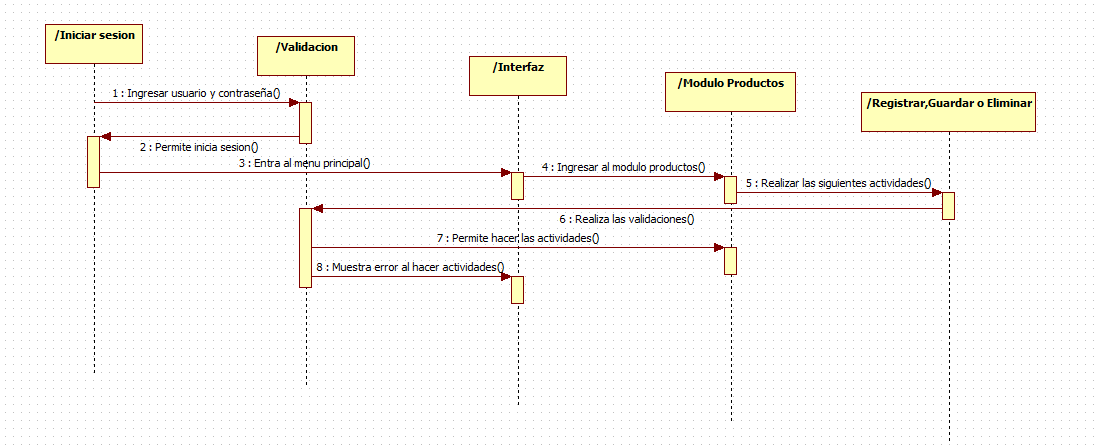 /Iniciar sesion
/Validacion
/Interfaz
/Modulo Productos
/Registrar,Guardar o Eliminar
1 : Ingresar usuario y contraseña()
2 : Permite inicia sesion()
3 : Entra al menu principal()
4 : Ingresar al modulo productos()
5 : Realizar las siguientes actividades()
6 : Realiza las validaciones()
7 : Permite hacer las actividades()
8 : Muestra error al hacer actividades()